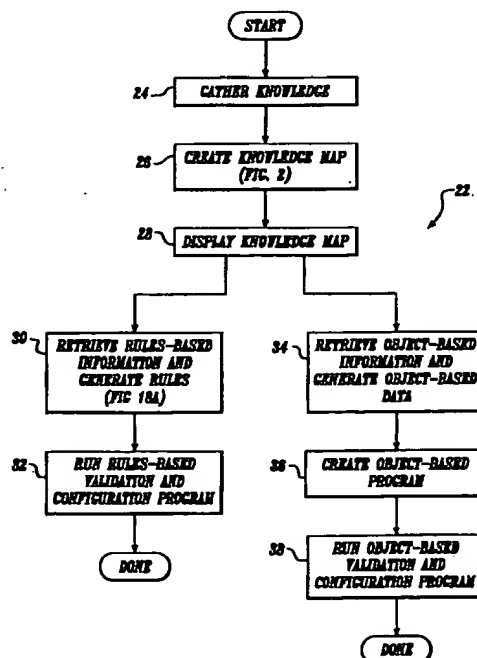 START
24
GATHER KNOWLEDGE
26
CREATE KNOWLEDGE MAP
(FIG. 2)
22
28
DISPLAY KNOWLEDGE MAP
30
RETRIEVE RULES-BASED
INFORMATION AND
GENERATE RULES
(FIG 18A)
34
RETRIEVE OBJECT-BASED
INFORMATION AND
GENERATE OBJECT-BASED
DATA
32
RUN RULES-BASED
VALIDATION AND
CONFIGURATION PROGRAM
36
CREATE OBJECT-BASED
PROGRAM
DONE
38
RUN OBJECT-BASED
VALIDATION AND
CONFIGURATION PROGRAM
DONE